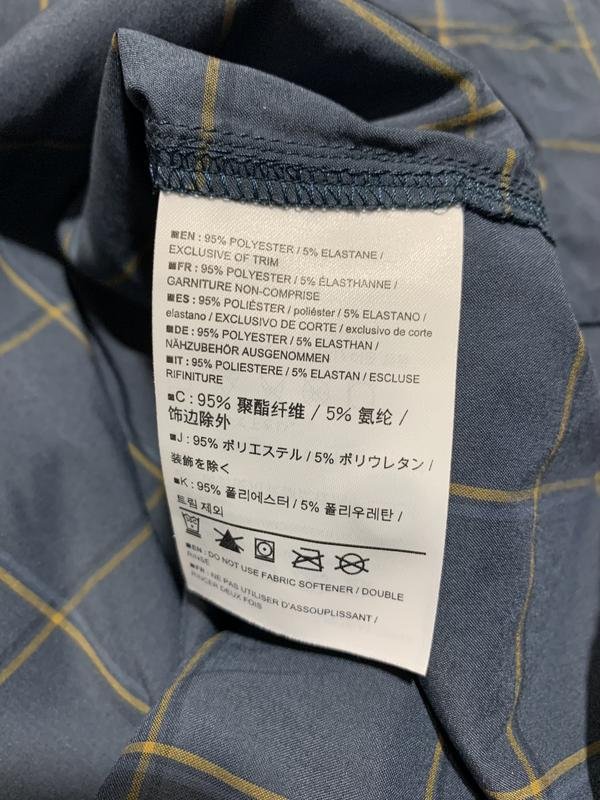 ■EN : 95% POLYESTER / 5% ELASTANE /
EXCLUSIVE OF TRIM
■FR : 95% POLYESTER / 5% ÉLASTHANNE /
GARNITURE NON-COMPRISE
■ES : 95% POLIÉSTER / poliéster / 5% ELASTANO /
elastano / EXCLUSIVO DE CORTE / exclusivo de corte
■DE : 95% POLYESTER / 5% ELASTHAN /
NÄHZUBEHÖR AUSGENOMMEN
■IT : 95% POLIESTERE / 5% ELASTAN / ESCLUSE
RIFINITURE
■C : 95% 聚酯纤维 / 5% 氨纶 /
饰边除外
■J : 95% ポリエステル / 5% ポリウレタン /
装飾を除く
■K : 95% 폴리에스터 / 5% 폴리우레탄 /
트림 제외
■EN : DO NOT USE FABRIC SOFTENER / DOUBLE
RINSE
■FR : NE PAS UTILISER D'ASSOUPLISSANT /
RINCER DEUX FOIS